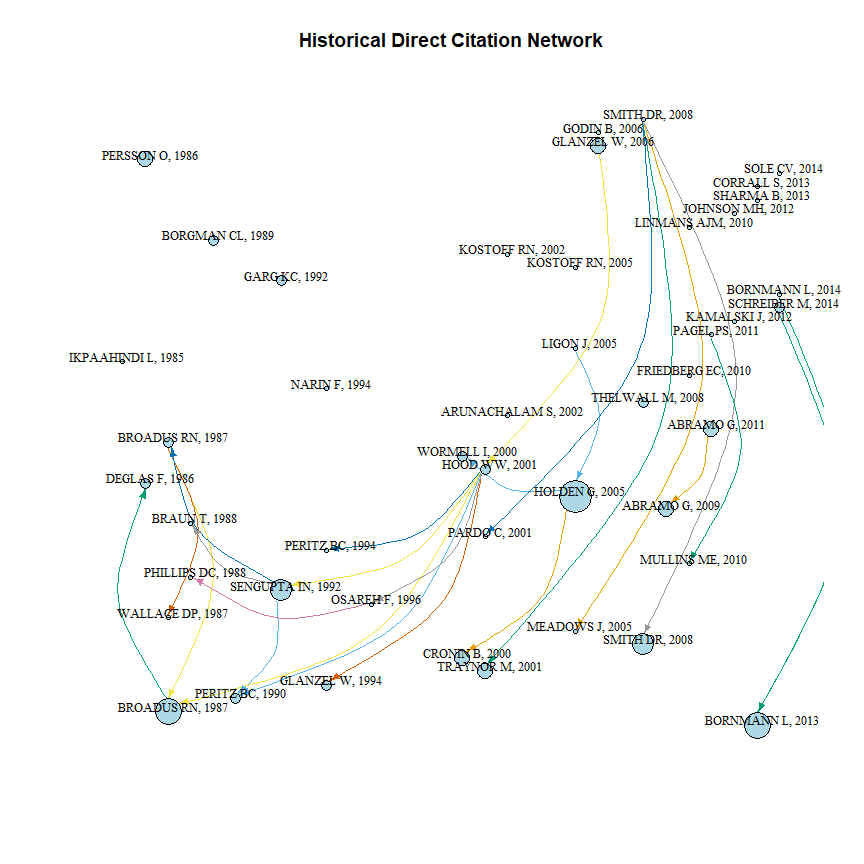 Historical Direct Citation Network
SMITH DR, 2008
GODIN B, 2006
GLANZEL W, 2006
PERSSON O, 1986
SOLE CV, 2014
CORRALL S, 2013
SHARMA B, 2013
JOHNSON MH, 2012
LINMANS AJM, 2010
BORGMAN CL, 1989
KOSTOFF RN, 2002
KOSTOFF RN, 2005
GARG KC, 1992
BORNMANN L, 2014
SCHREIBER M, 2014
KAMALSKI J, 2012
PAGEL PS, 2011
LIGON J, 2005
IKPAAHINDI L, 1985
FRIEDBERG EC, 2010
NARIN F, 1994
THELWALL M, 2008
ARUNACHALAM S, 2002
ABRAMO G, 2011
BROADUS RN, 1987
WORMELL I, 2000
HOOD WW, 2001
DEGLAS F, 1986
HOLDEN G, 2005
ABRAMO G, 2009
BRAUN T, 1988
PARDO C, 2001
PERITZ BC, 1994
MULLINS ME, 2010
PHILLIPS DC, 1988
SENGUPTA IN, 1992
OSAREH F, 1996
WALLACE DP, 1987
MEADOWS J, 2005
SMITH DR, 2008
CRONIN B, 2000
TRAYNOR M, 2001
GLANZEL W, 1994
PERITZ BC, 1990
BROADUS RN, 1987
BORNMANN L, 2013